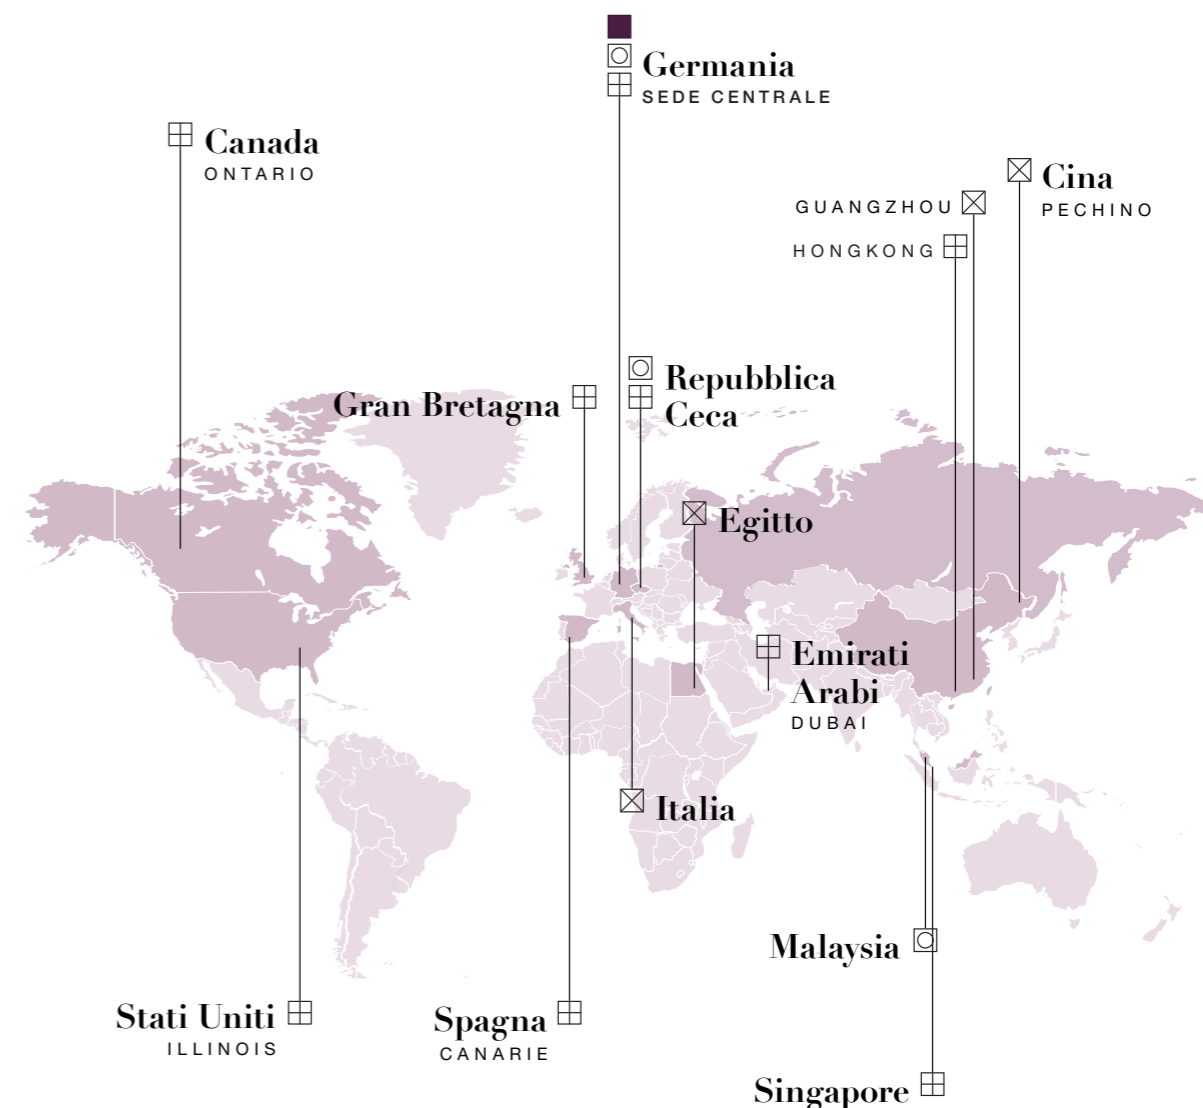 Germania
SEDE CENTRALE
Canada
ONTARIO
Cina
PECHINO
GUANGZHOU
HONGKONG
Repubblica
Ceca
Gran Bretagna
Egitto
Emirati
Arabi
DUBAI
Italia
Malaysia
Stati Uniti
ILLINOIS
Spagna
CANARIE
Singapore